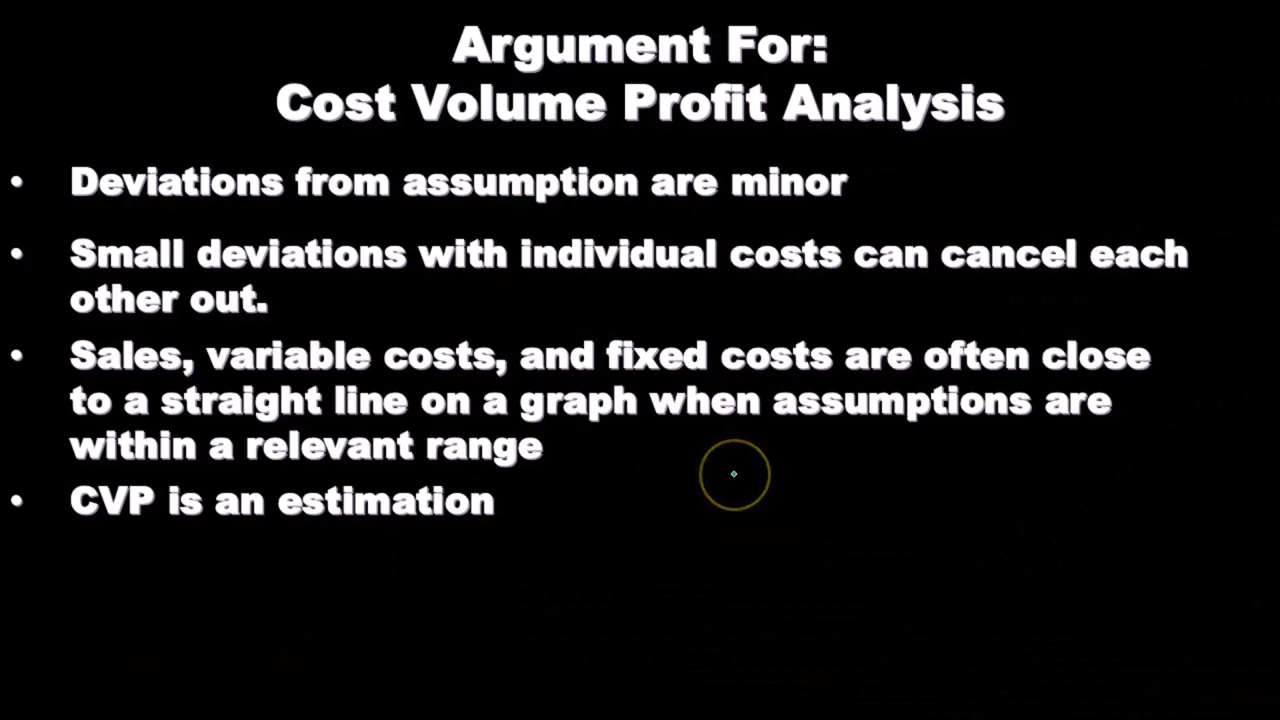 Argument For:
Cost Volume Profit Analysis
• Deviations from assumption are minor
• Small deviations with individual costs can cancel each
other out.
• Sales, variable costs, and fixed costs are often close
to a straight line on a graph when assumptions are
within a relevant range
• CVP is an estimation